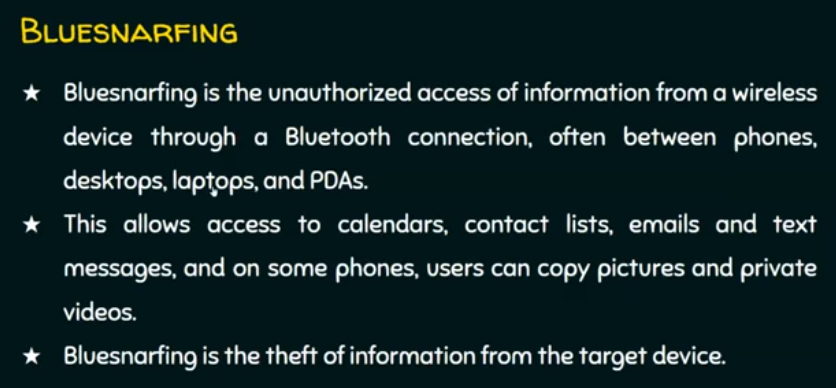 BLUESNARFING
★ Bluesnarfing is the unauthorized access of information from a wireless
device through a Bluetooth connection, often between phones,
desktops, laptops, and PDAs.
★ This allows access to calendars, contact lists, emails and text
messages, and on some phones, users can copy pictures and private
videos.
★ Bluesnarfing is the theft of information from the target device.